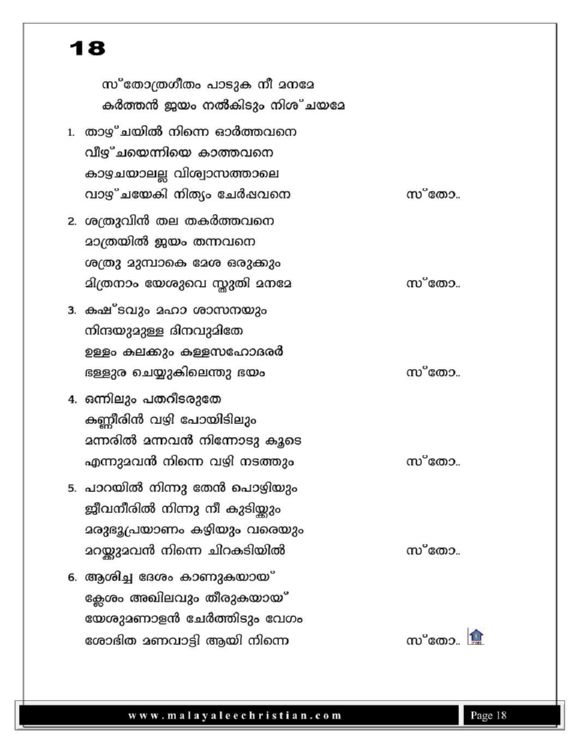 18
സ്തോത്രഗീതം പാടുക നീ മനമേ
കർത്തൻ ജയം നൽകിടും നിശ്ചയമേ
1. താഴ്ചയിൽ നിന്നെ ഓർത്തവനെ
വീഴ്ചയെന്നിയെ കാത്തവനെ
കാഴചയാലല്ല വിശ്വാസത്താലെ
വാഴ്ചയേകി നിത്യം ചേർപ്പവനെ സ്തോ..
2. ശത്രുവിൻ തല തകർത്തവനെ
മാത്രയിൽ ജയം തന്നവനെ
ശത്രു മുമ്പാകെ മേശ ഒരുക്കും
മിത്രനാം യേശുവെ സ്തുതി മനമേ സ്തോ..
3. കഷ്ടവും മഹാ ശാസനയും
നിന്ദയുമുള്ള ദിനവുമിതേ
ഉള്ളം കലക്കും കള്ളസഹോദരർ
ഭള്ളുര ചെയ്യുകിലെന്തു ഭയം സ്തോ..
4. ഒന്നിലും പതറീടരുതേ
കണ്ണീരിൻ വഴി പോയിടിലും
മന്നരിൽ മന്നവൻ നിന്നോടു കൂടെ
എന്നുമവൻ നിന്നെ വഴി നടത്തും സ്തോ..
5. പാറയിൽ നിന്നു തേൻ പൊഴിയും
ജീവനീരിൽ നിന്നു നീ കുടിയ്ക്കും
മരുഭൂപ്രയാണം കഴിയും വരെയും
മറയ്ക്കുമവൻ നിന്നെ ചിറകടിയിൽ സ്തോ..
6. ആശിച്ച ദേശം കാണുകയായ്
ക്ലേശം അഖിലവും തീരുകയായ്
യേശുമണാളൻ ചേർത്തിടും വേഗം
ശോഭിത മണവാട്ടി ആയി നിന്നെ സ്തോ..
www.malayaleechristian.com Page 18